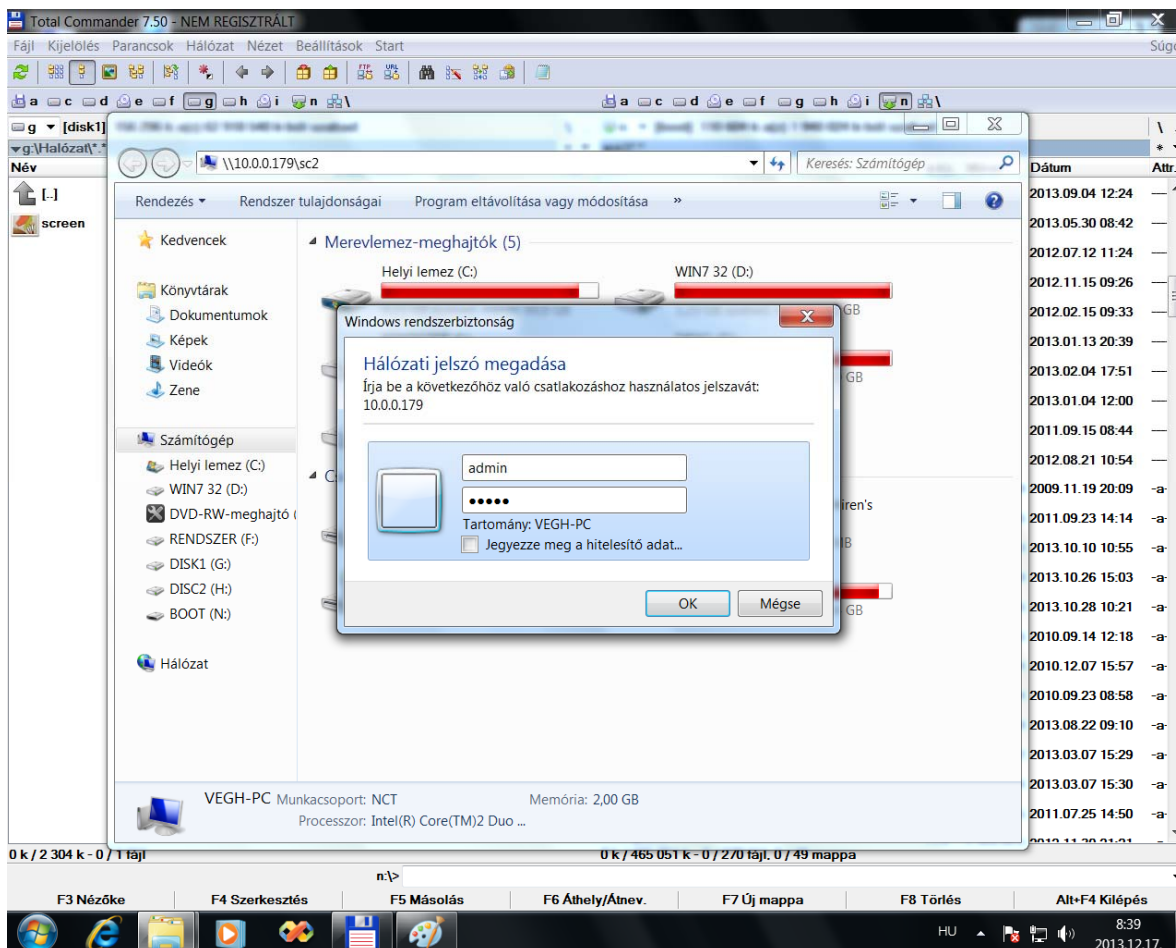 Total Commander 7.50 - NEM REGISZTRÁLT
Fájl Kijelölés Parancsok Hálózat Nézet Beállítások Start
a c d e f g h i n \
a c d e f g h i n \
g [disk1]
\
g:\Halózat\*.*
*
Név
Dátum Attr.
[..]
screen
2013.09.04 12:24 —
2013.05.30 08:42 —
2012.07.12 11:24 —
2012.11.15 09:26 —
2012.02.15 09:33 —
2013.01.13 20:39 —
2013.02.04 17:51 —
2013.01.04 12:00 —
2011.09.15 08:44 —
2012.08.21 10:54 —
2009.11.19 20:09 -a-
2011.09.23 14:14 -a-
2013.10.10 10:55 -a-
2013.10.26 15:03 -a-
2013.10.28 10:21 -a-
2010.09.14 12:18 -a-
2010.12.07 15:57 -a-
2010.09.23 08:58 -a-
2013.08.22 09:10 -a-
2013.03.07 15:29 -a-
2013.03.07 15:30 -a-
2011.07.25 14:50 -a-
\\10.0.0.179\sc2
Keresés: Számítógép
Rendezés Rendszer tulajdonságai Program eltávolítása vagy módosítása »
Kedvencek
Könyvtárak
Dokumentumok
Képek
Videók
Zene
Számítógép
Helyi lemez (C:)
WIN7 32 (D:)
DVD-RW-meghajtó (
RENDSZER (F:)
DISK1 (G:)
DISC2 (H:)
BOOT (N:)
Hálózat
Merevlemez-meghajtók (5)
Helyi lemez (C:)
WIN7 32 (D:)
GB
GB
iren's
GB
Windows rendszerbiztonság
Hálózati jelszó megadása
Írja be a következőhöz való csatlakozáshoz használatos jelszavát:
10.0.0.179
admin
•••••
Tartomány: VEGH-PC
Jegyezze meg a hitelesítő adat...
OK Mégse
VEGH-PC Munkacsoport: NCT Memória: 2,00 GB
Processzor: Intel(R) Core(TM)2 Duo ...
0 k / 2 304 k - 0 / 1 fájl
0 k / 465 051 k - 0 / 270 fájl, 0 / 49 mappa
n:\>
F3 Nézőke F4 Szerkesztés F5 Másolás F6 Áthely/Átnev. F7 Új mappa F8 Törlés Alt+F4 Kilépés
HU
8:39
2013.12.17